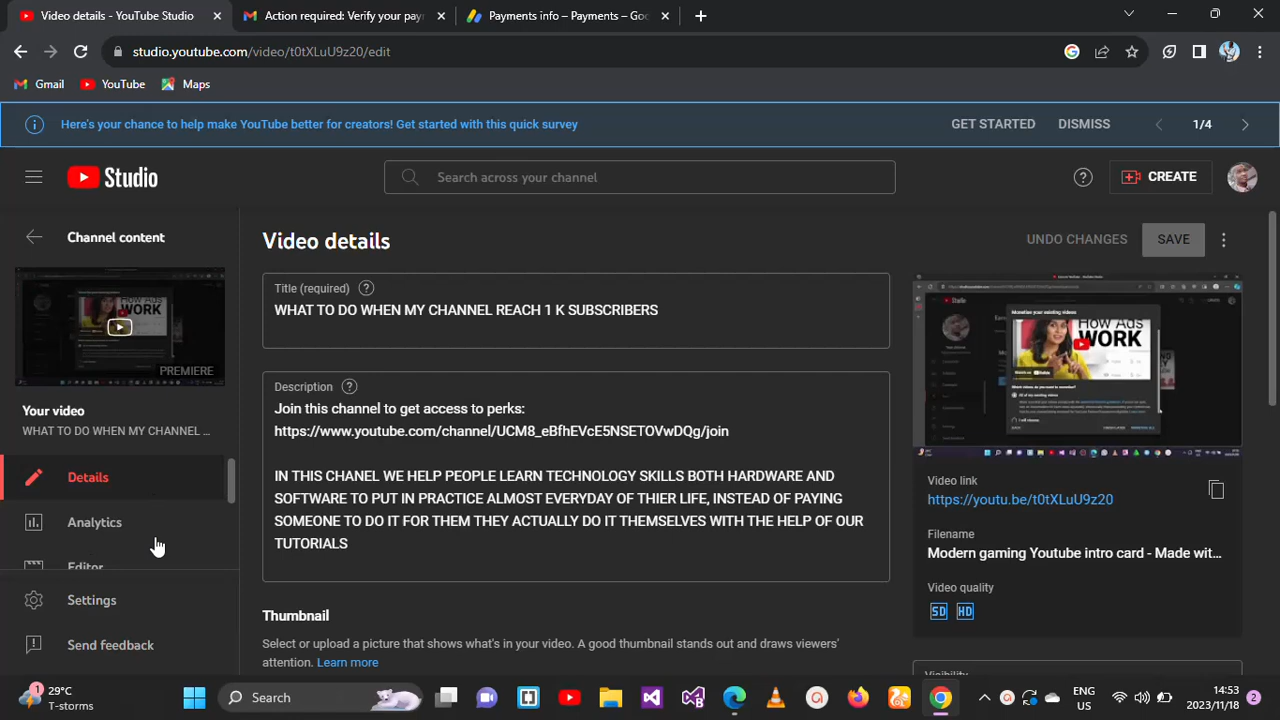 Video details - YouTube Studio
Action required: Verify your pay
Payments info – Payments – Goo
studio.youtube.com/video/t0tXLuU9z20/edit
Gmail
YouTube
Maps
Here's your chance to help make YouTube better for creators! Get started with this quick survey
GET STARTED
DISMISS
1/4
Studio
Search across your channel
CREATE
Channel content
Video details
UNDO CHANGES
SAVE
Title (required)
WHAT TO DO WHEN MY CHANNEL REACH 1 K SUBSCRIBERS
PREMIERE
Your video
WHAT TO DO WHEN MY CHANNEL ...
Description
Join this channel to get access to perks:
https://www.youtube.com/channel/UCM8_eBfhEVcE5NSETOVwDQg/join
IN THIS CHANEL WE HELP PEOPLE LEARN TECHNOLOGY SKILLS BOTH HARDWARE AND
SOFTWARE TO PUT IN PRACTICE ALMOST EVERYDAY OF THIER LIFE, INSTEAD OF PAYING
SOMEONE TO DO IT FOR THEM THEY ACTUALLY DO IT THEMSELVES WITH THE HELP OF OUR
TUTORIALS
Details
Analytics
Editor
Settings
Send feedback
Thumbnail
Select or upload a picture that shows what's in your video. A good thumbnail stands out and draws viewers'
attention. Learn more
How Ads
WORK
Video link
https://youtu.be/t0tXLuU9z20
Filename
Modern gaming Youtube intro card - Made wit...
Video quality
SD
HD
Visibility
1
29°C
T-storms
Search
ENG
US
14:53
2023/11/18
2